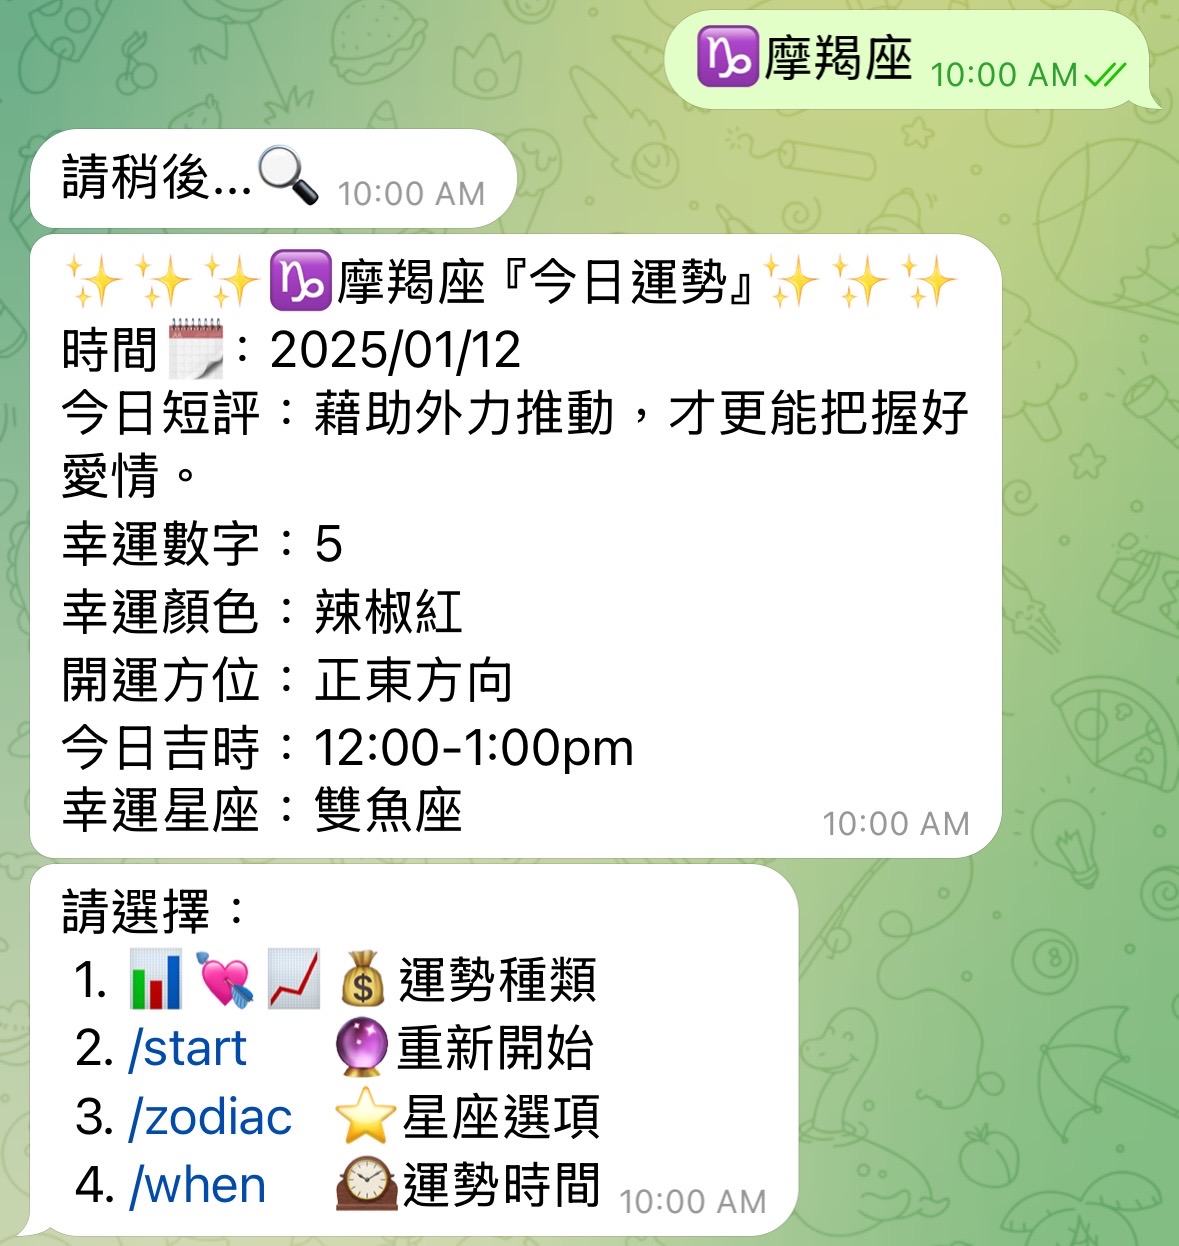 ♑摩羯座 10:00 AM
請稍後...🔍 10:00 AM
✨✨✨♑摩羯座『今日運勢』✨✨✨
時間🗓：2025/01/12
今日短評：藉助外力推動，才更能把握好
愛情。
幸運數字：5
幸運顏色：辣椒紅
開運方位：正東方向
今日吉時：12:00-1:00pm
幸運星座：雙魚座 10:00 AM
請選擇：
1. 📊💘📈💰運勢種類
2. /start 🔮重新開始
3. /zodiac ⭐星座選項
4. /when 🕰運勢時間 10:00 AM